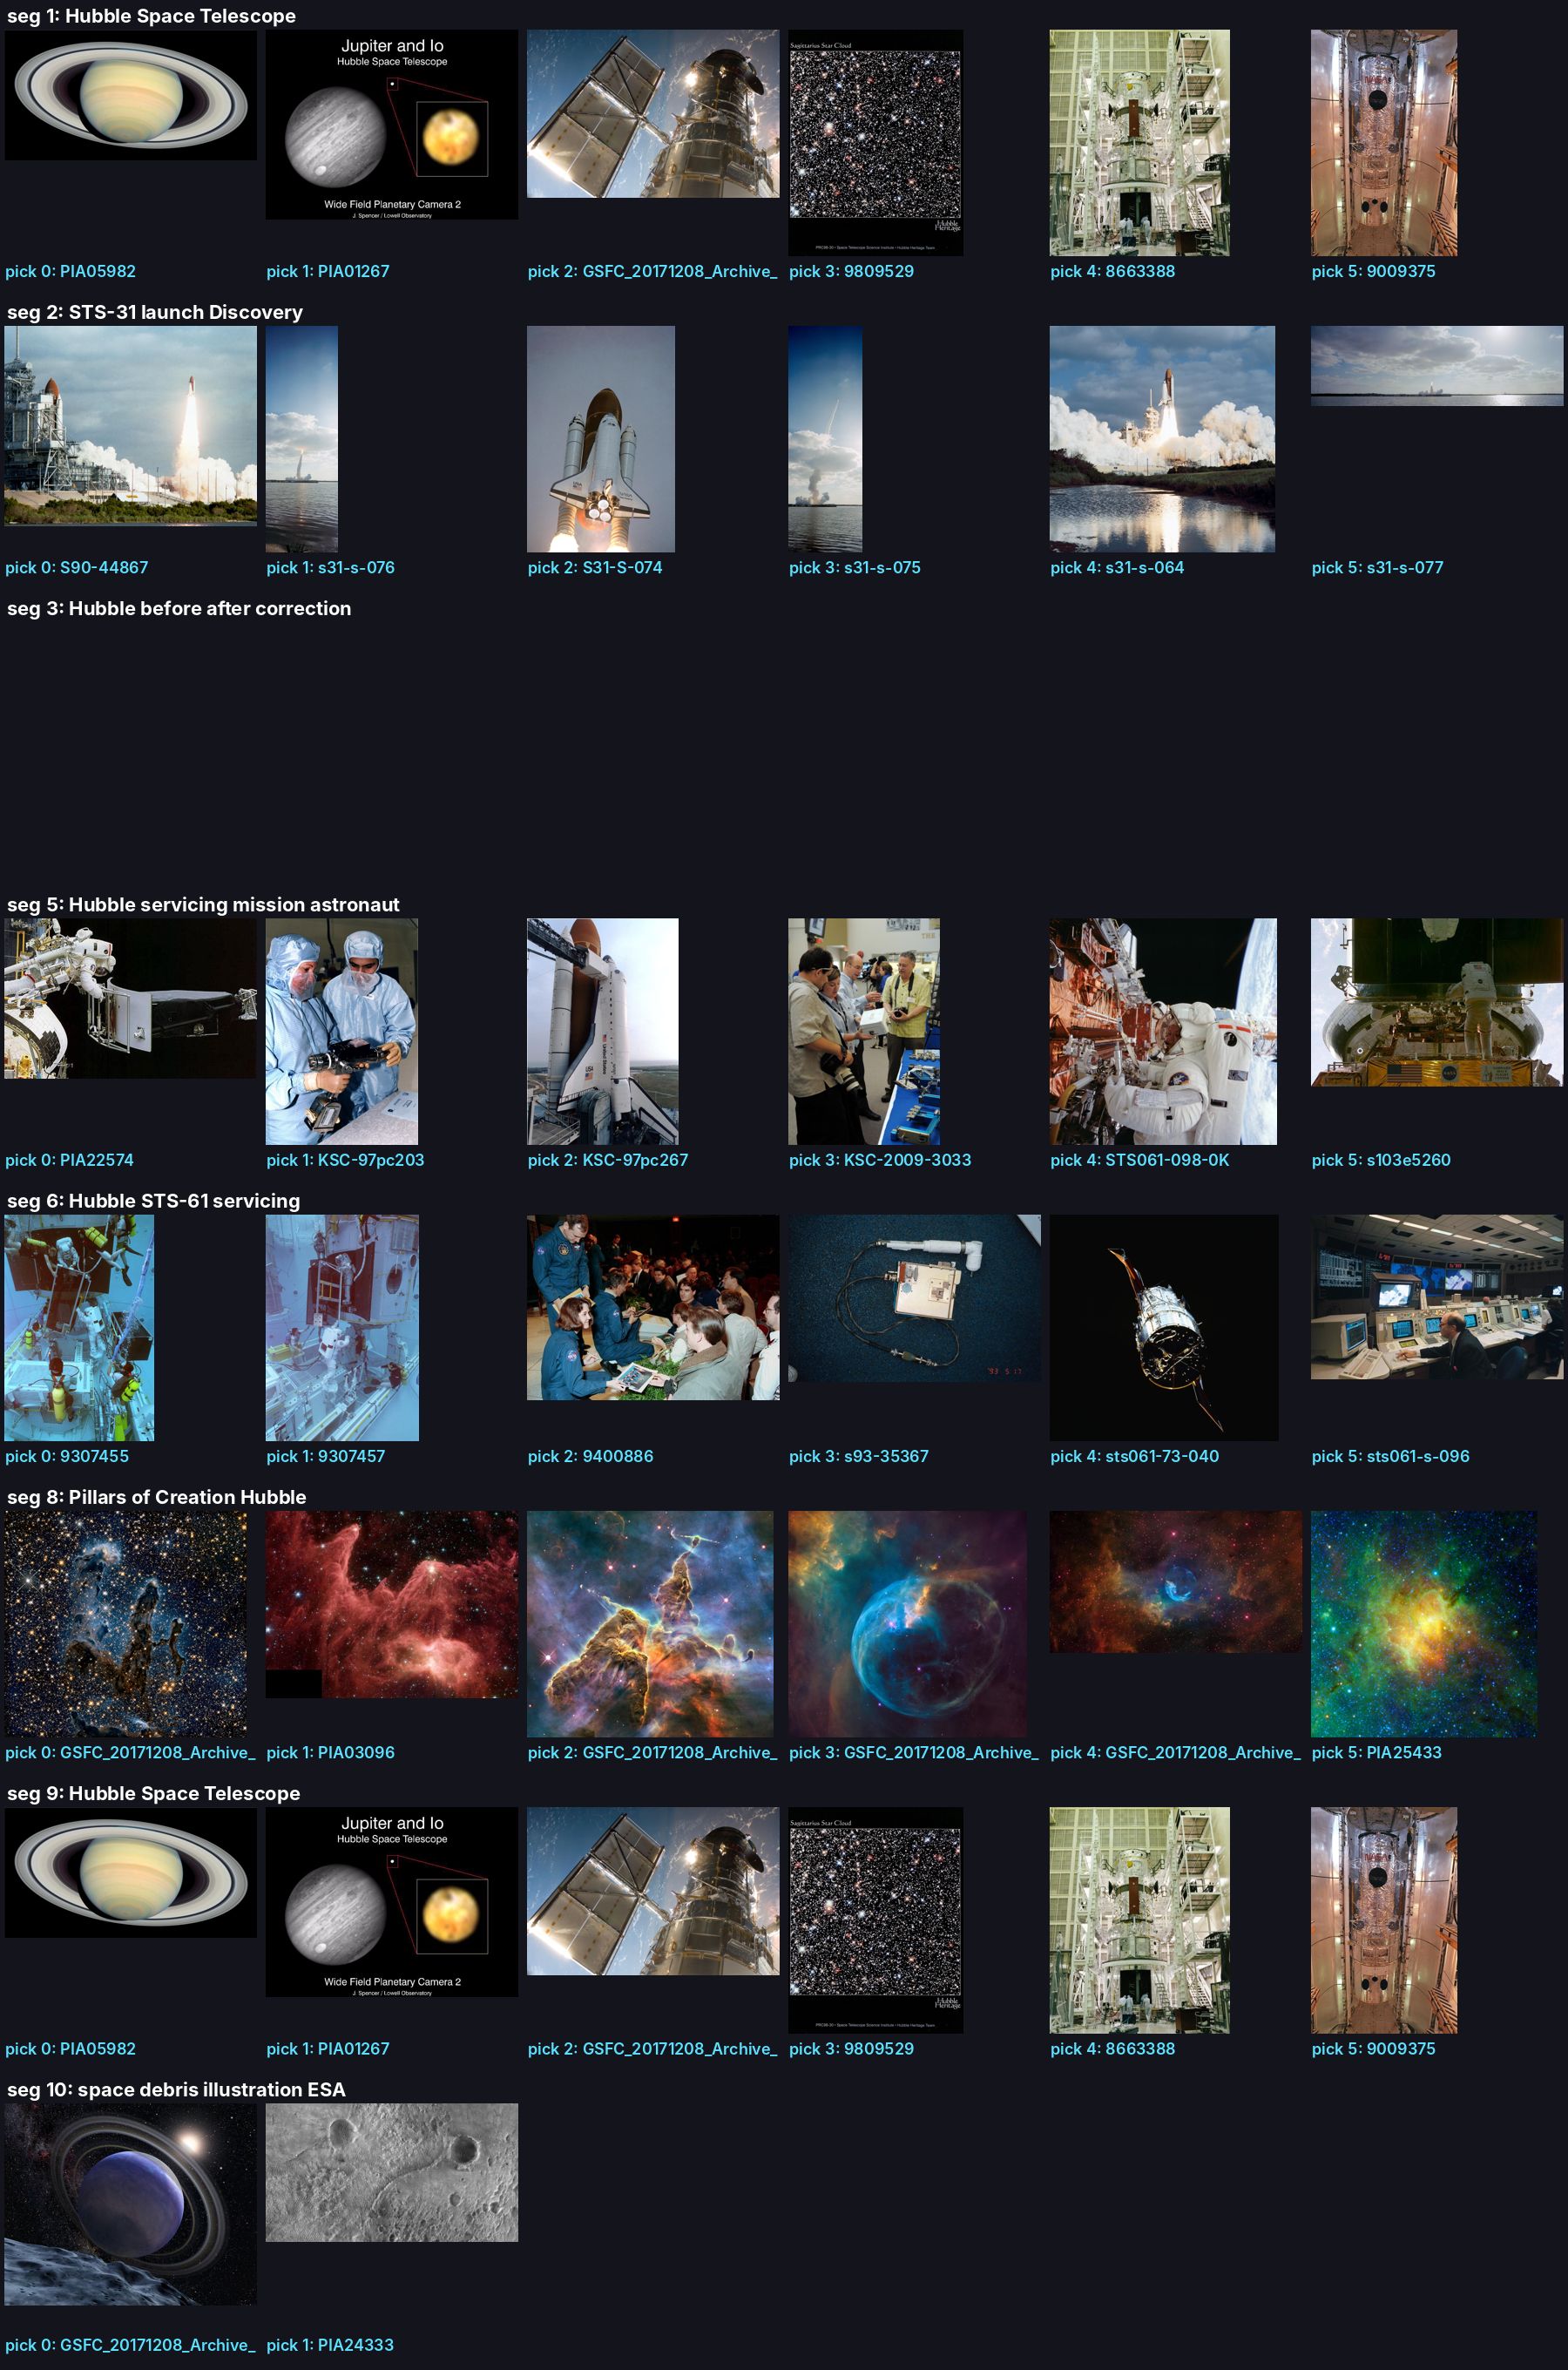 seg 1: Hubble Space Telescope
Jupiter and Io
Hubble Space Telescope
Wide Field Planetary Camera 2
J. Spencer / Lowell Observatory
Sagittarius Star Cloud
Hubble
Heritage
pick 0: PIA05982
pick 1: PIA01267
pick 2: GSFC_20171208_Archive_
pick 3: 9809529
pick 4: 8663388
pick 5: 9009375
seg 2: STS-31 launch Discovery
pick 0: S90-44867
pick 1: s31-s-076
pick 2: S31-S-074
pick 3: s31-s-075
pick 4: s31-s-064
pick 5: s31-s-077
seg 3: Hubble before after correction
seg 5: Hubble servicing mission astronaut
pick 0: PIA22574
pick 1: KSC-97pc203
pick 2: KSC-97pc267
pick 3: KSC-2009-3033
pick 4: STS061-098-0K
pick 5: s103e5260
seg 6: Hubble STS-61 servicing
pick 0: 9307455
pick 1: 9307457
pick 2: 9400886
pick 3: s93-35367
pick 4: sts061-73-040
pick 5: sts061-s-096
seg 8: Pillars of Creation Hubble
pick 0: GSFC_20171208_Archive_
pick 1: PIA03096
pick 2: GSFC_20171208_Archive_
pick 3: GSFC_20171208_Archive_
pick 4: GSFC_20171208_Archive_
pick 5: PIA25433
seg 9: Hubble Space Telescope
Jupiter and Io
Hubble Space Telescope
Wide Field Planetary Camera 2
J. Spencer / Lowell Observatory
Sagittarius Star Cloud
Hubble
Heritage
pick 0: PIA05982
pick 1: PIA01267
pick 2: GSFC_20171208_Archive_
pick 3: 9809529
pick 4: 8663388
pick 5: 9009375
seg 10: space debris illustration ESA
pick 0: GSFC_20171208_Archive_
pick 1: PIA24333